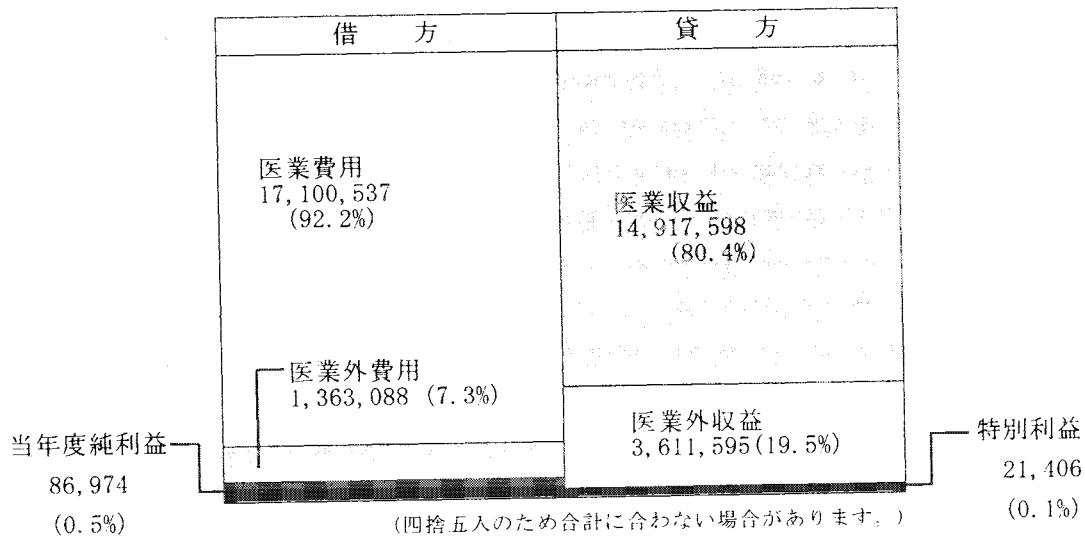 借 方
貸 方
医業費用
17,100,537
(92.2%)
医業収益
14,917,598
(80.4%)
医業外費用
1,363,088 (7.3%)
医業外収益
3,611,595(19.5%)
当年度純利益
86,974
(0.5%)
特別利益
21,406
(0.1%)
(四捨五入のため合計に合わない場合があります。)